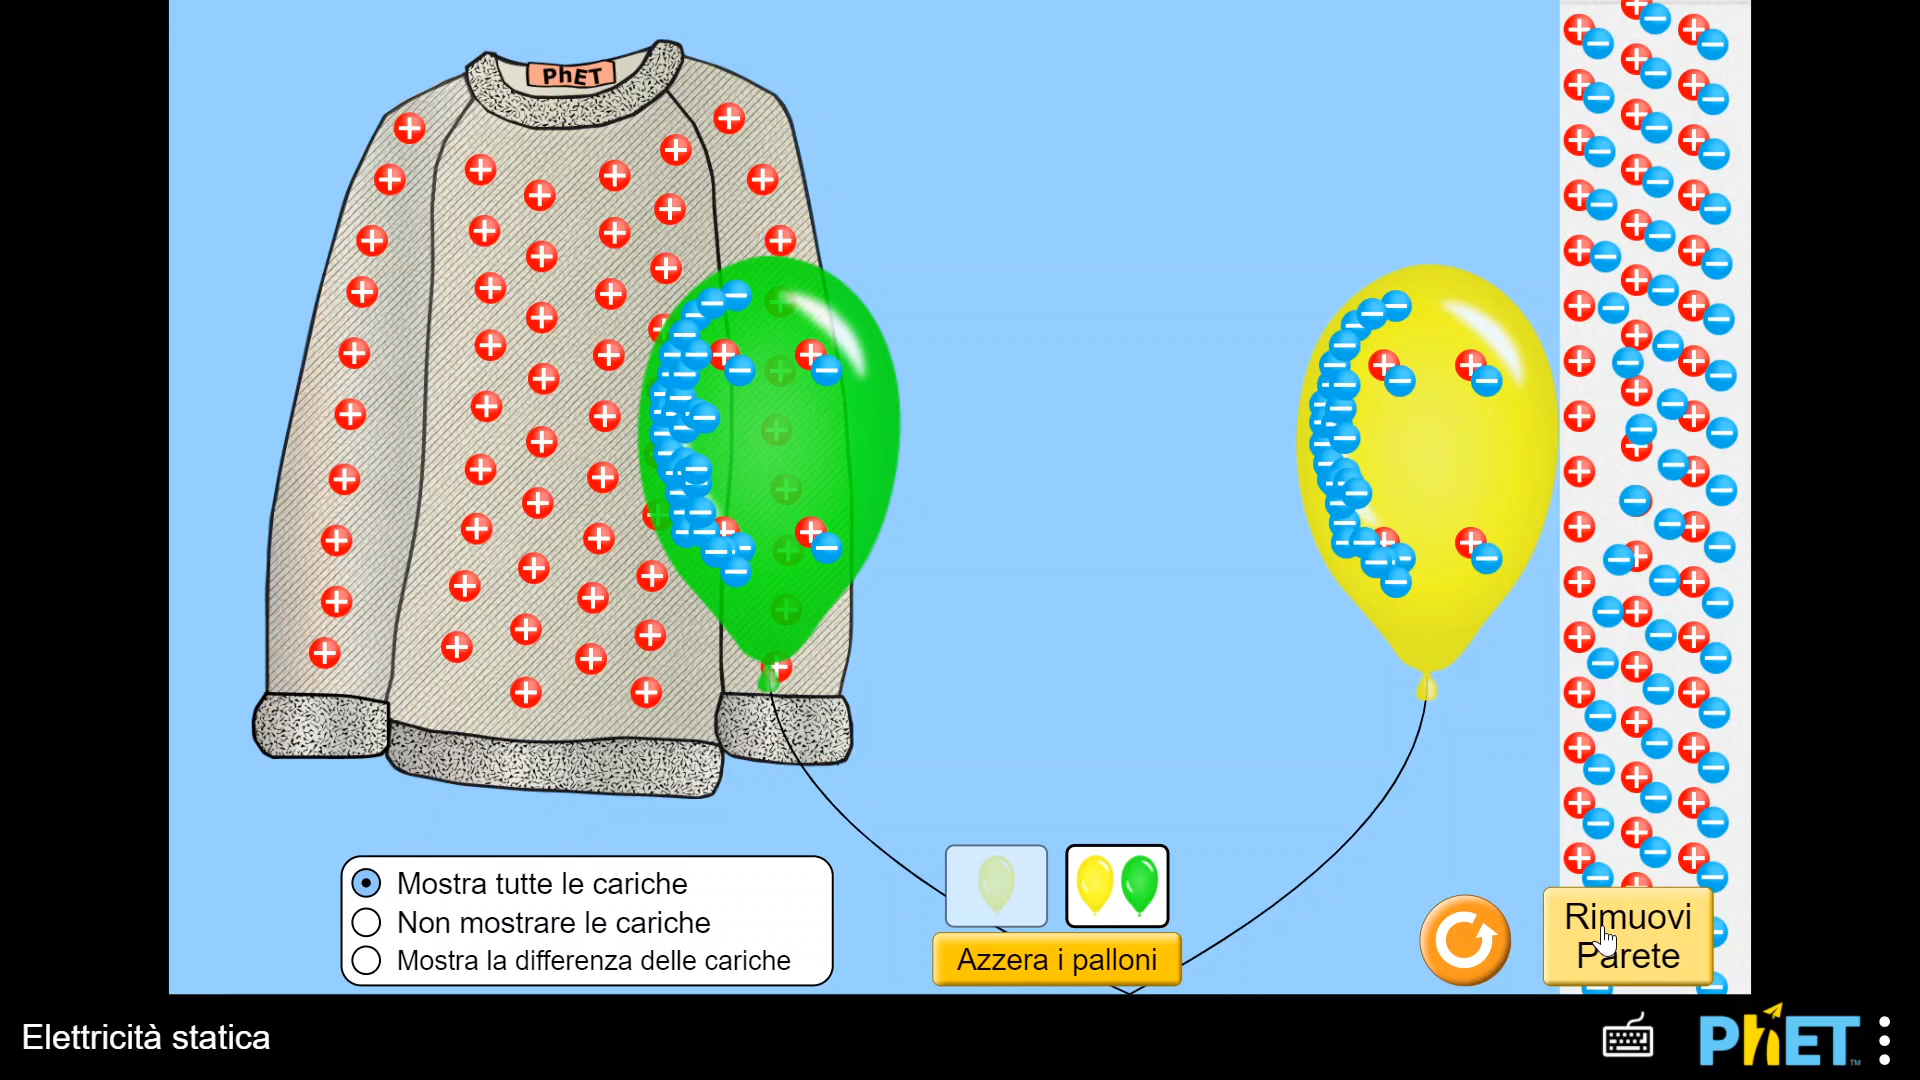 PhET
Mostra tutte le cariche
Non mostrare le cariche
Mostra la differenza delle cariche
Azzera i palloni
Rimuovi
Parete
Elettricità statica
PhET™